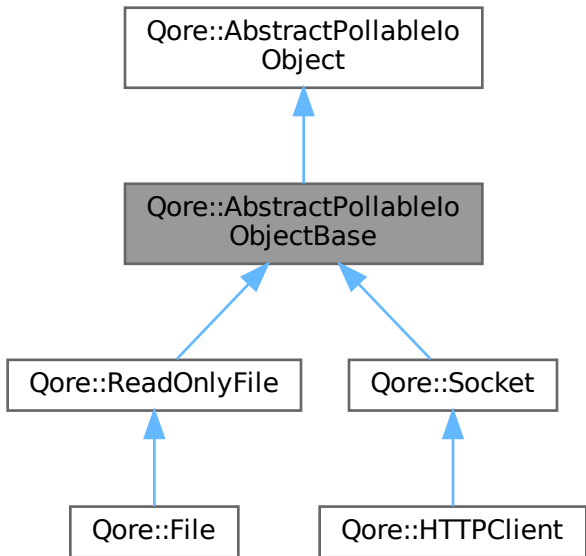 Qore::AbstractPollableIo
Object
Qore::AbstractPollableIo
ObjectBase
Qore::ReadOnlyFile
Qore::Socket
Qore::File
Qore::HTTPClient